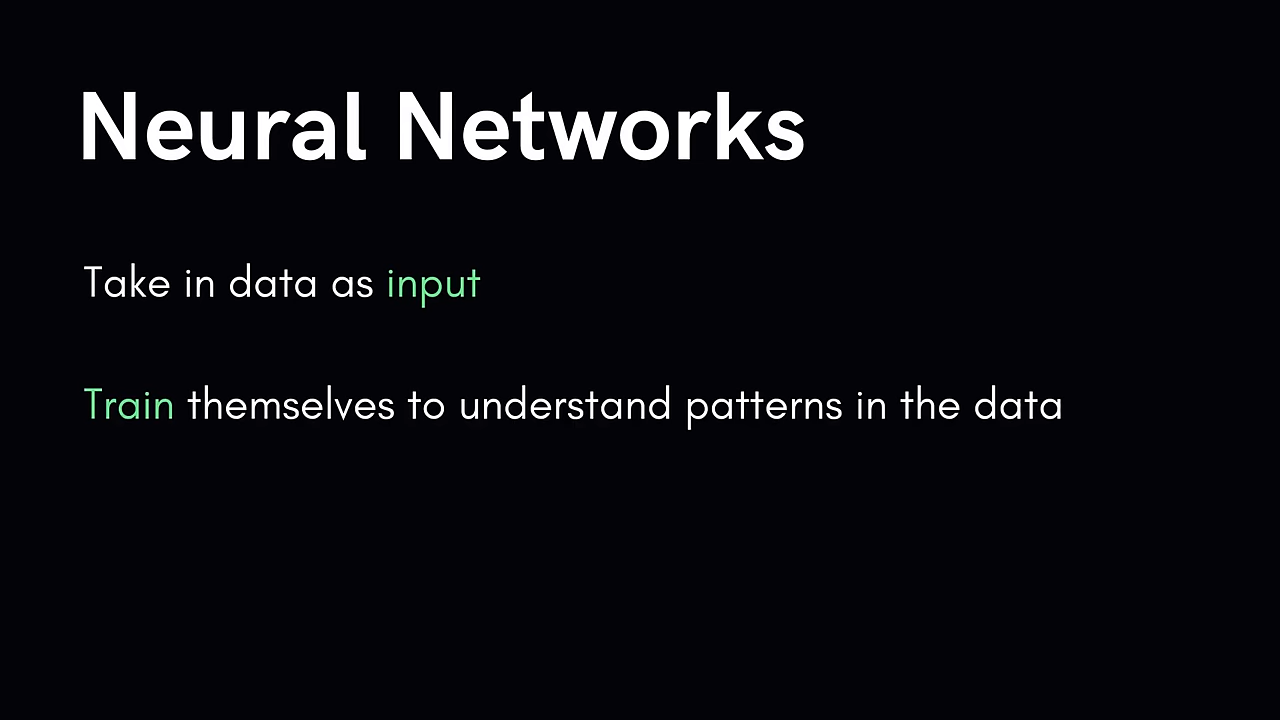 Neural Networks
Take in data as input
Train themselves to understand patterns in the data